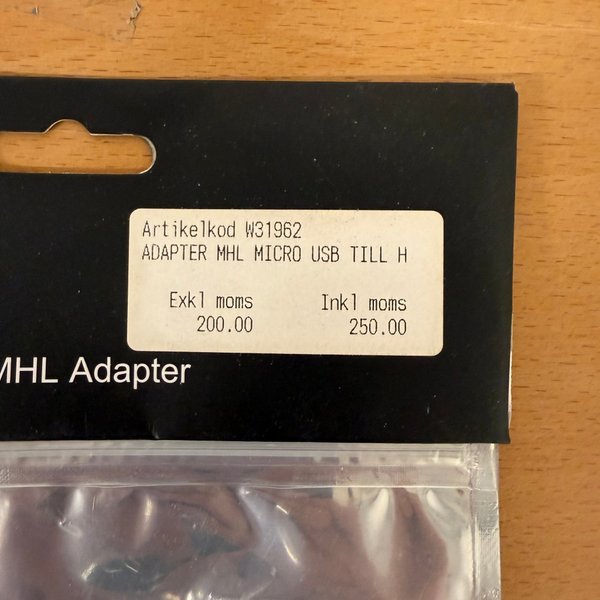 Artikelkod W31962
ADAPTER MHL MICRO USB TILL H
Exkl moms Inkl moms
200.00 250.00
MHL Adapter